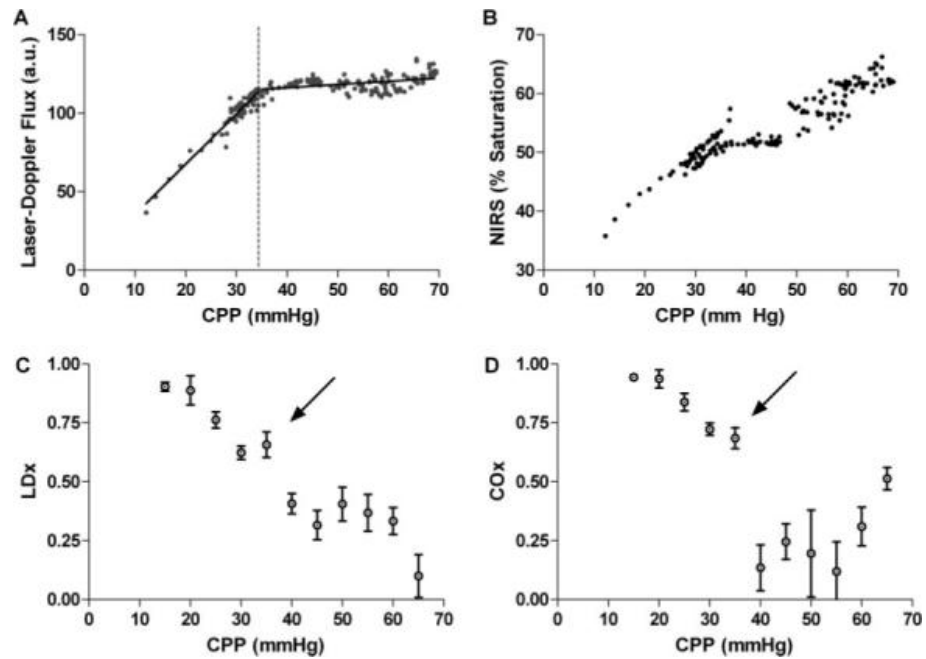 A
Laser-Doppler Flux (a.u.)
150
100
50
0
0 10 20 30 40 50 60 70
CPP (mmHg)
B
NIRS (% Saturation)
80
70
60
50
40
30
0 10 20 30 40 50 60 70
CPP (mm Hg)
C
LDx
1.00
0.75
0.50
0.25
0.00
0 10 20 30 40 50 60 70
CPP (mmHg)
D
COx
1.00
0.75
0.50
0.25
0.00
0 10 20 30 40 50 60 70
CPP (mmHg)